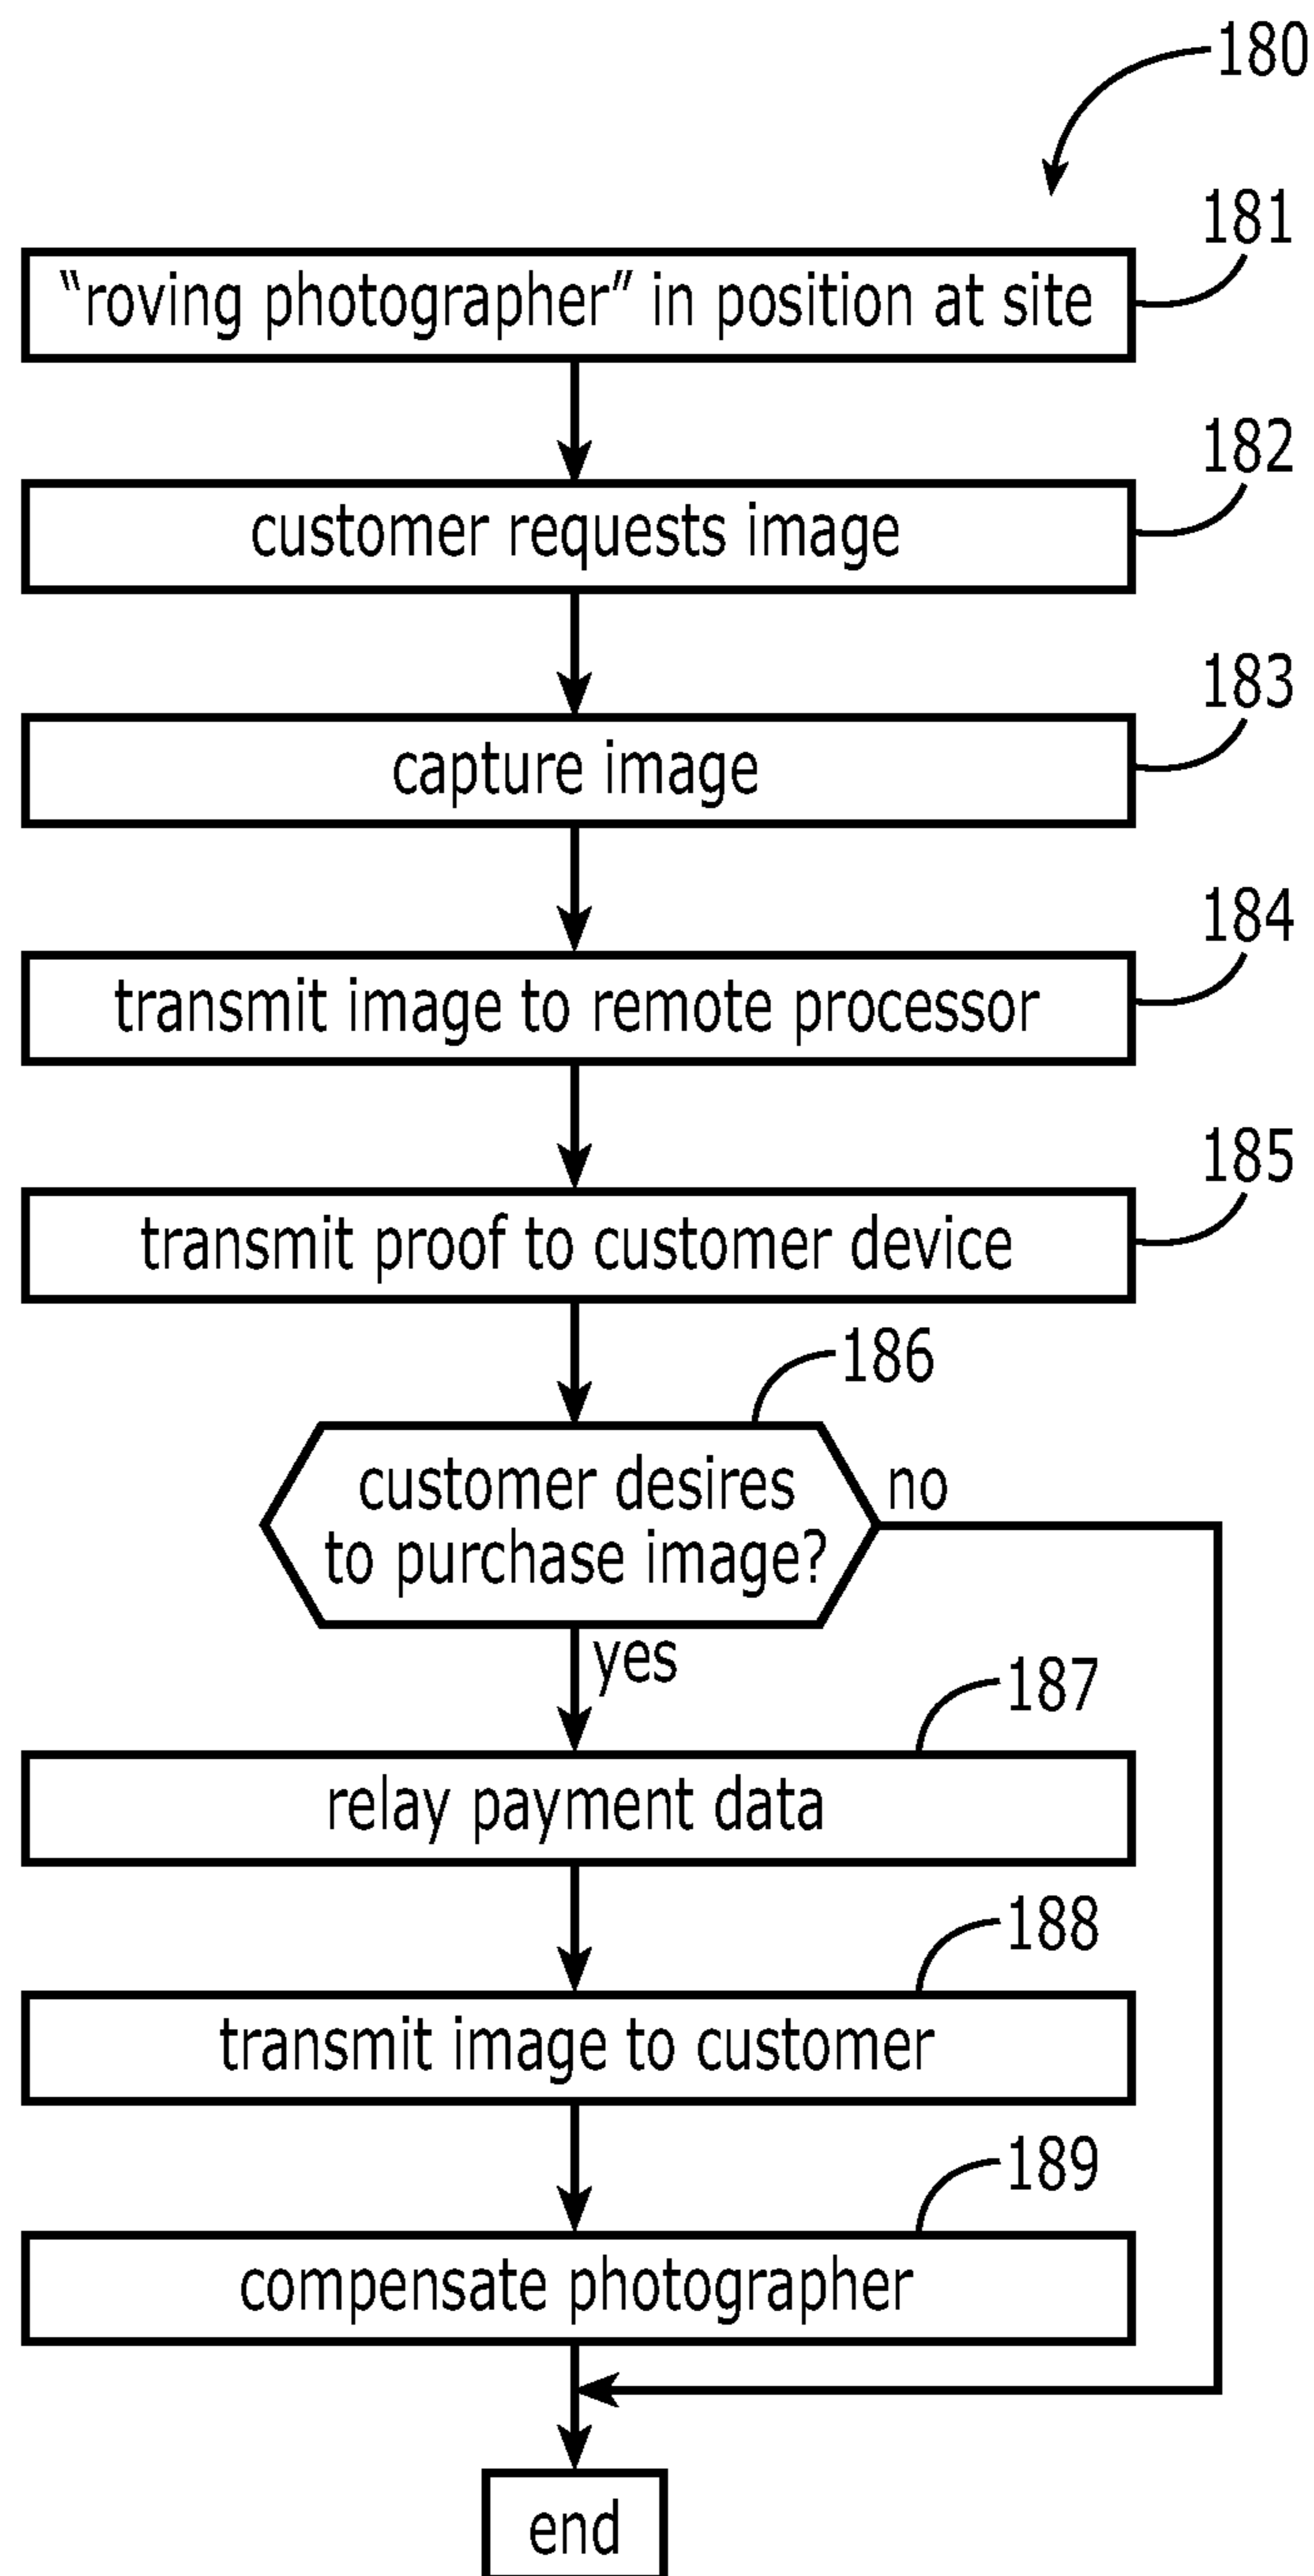 180
181
“roving photographer” in position at site
182
customer requests image
183
capture image
184
transmit image to remote processor
185
transmit proof to customer device
186
customer desires
to purchase image?
no
yes
187
relay payment data
188
transmit image to customer
189
compensate photographer
end